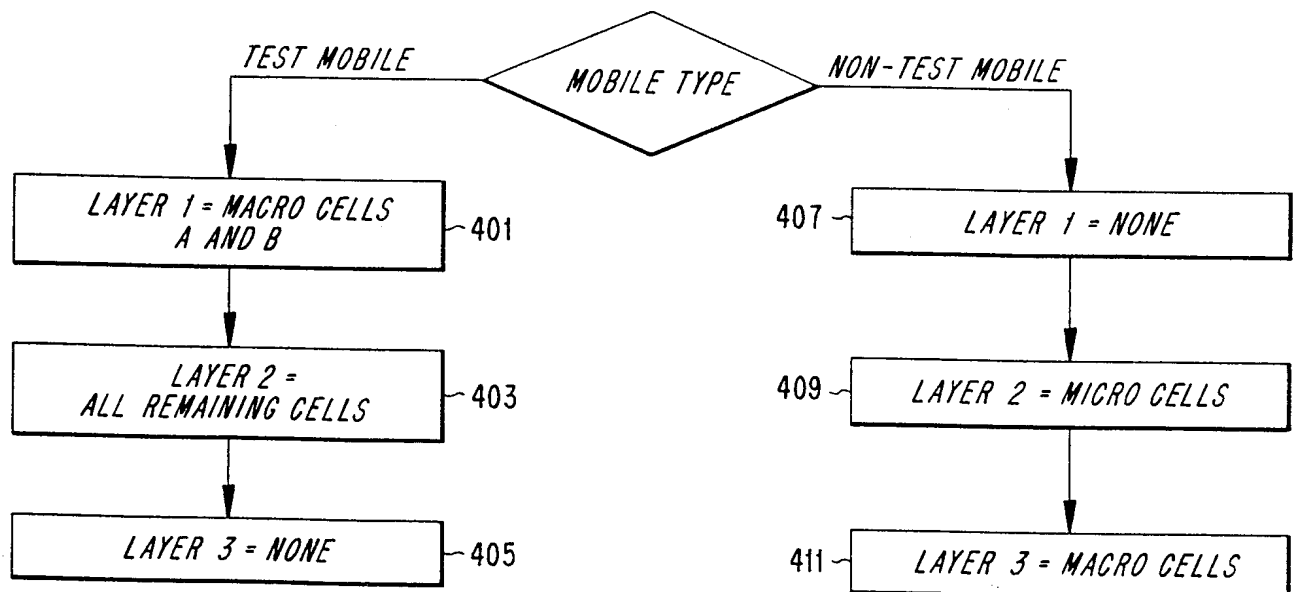 MOBILE TYPE
TEST MOBILE
NON-TEST MOBILE
LAYER 1 = MACRO CELLS
A AND B
401
LAYER 2 =
ALL REMAINING CELLS
403
LAYER 3 = NONE
405
407
LAYER 1 = NONE
409
LAYER 2 = MICRO CELLS
411
LAYER 3 = MACRO CELLS